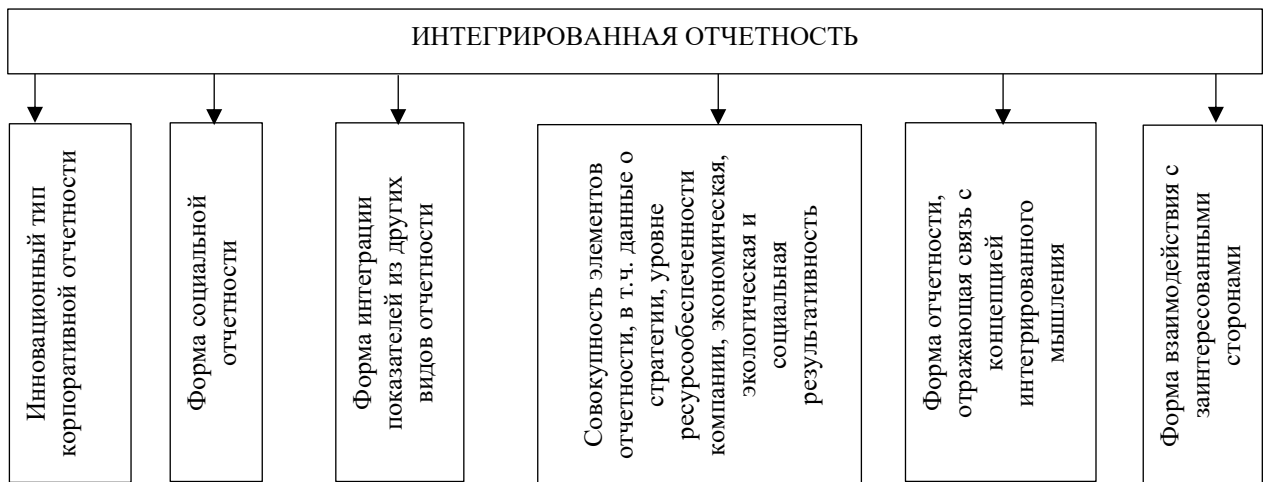 ИНТЕГРИРОВАННАЯ ОТЧЕТНОСТЬ
Инновационный тип
корпоративной отчетности
Форма социальной
отчетности
Форма интеграции
показателей из других
видов отчетности
Совокупность элементов
отчетности, в т. ч. данные о
стратегии, уровне
ресурсообеспеченности
компании, экономическая,
экологическая и
социальная
результативность
Форма отчетности,
отражающая связь с
концепцией
интегрированного
мышления
Форма взаимодействия с
заинтересованными
сторонами